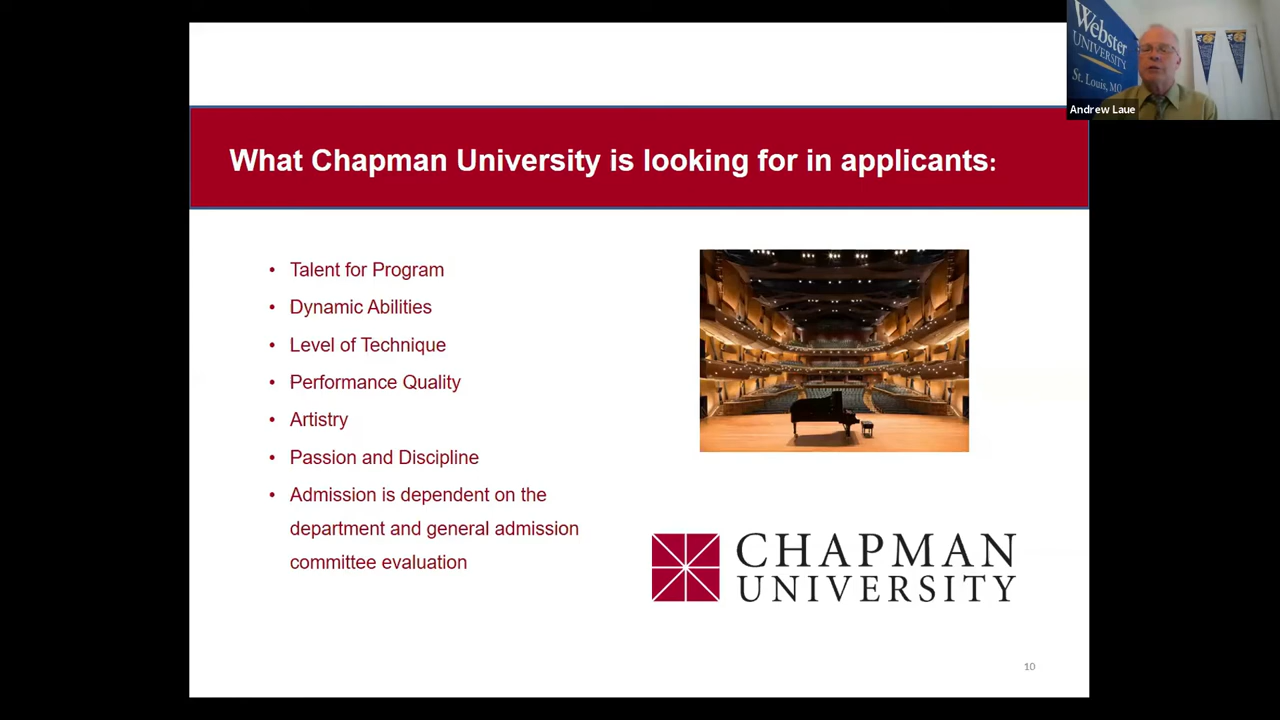 What Chapman University is looking for in applicants:
• Talent for Program
• Dynamic Abilities
• Level of Technique
• Performance Quality
• Artistry
• Passion and Discipline
• Admission is dependent on the
department and general admission
committee evaluation
CHAPMAN
UNIVERSITY
10
Webster
UNIVERSITY
St. Louis, MO
Andrew Laue